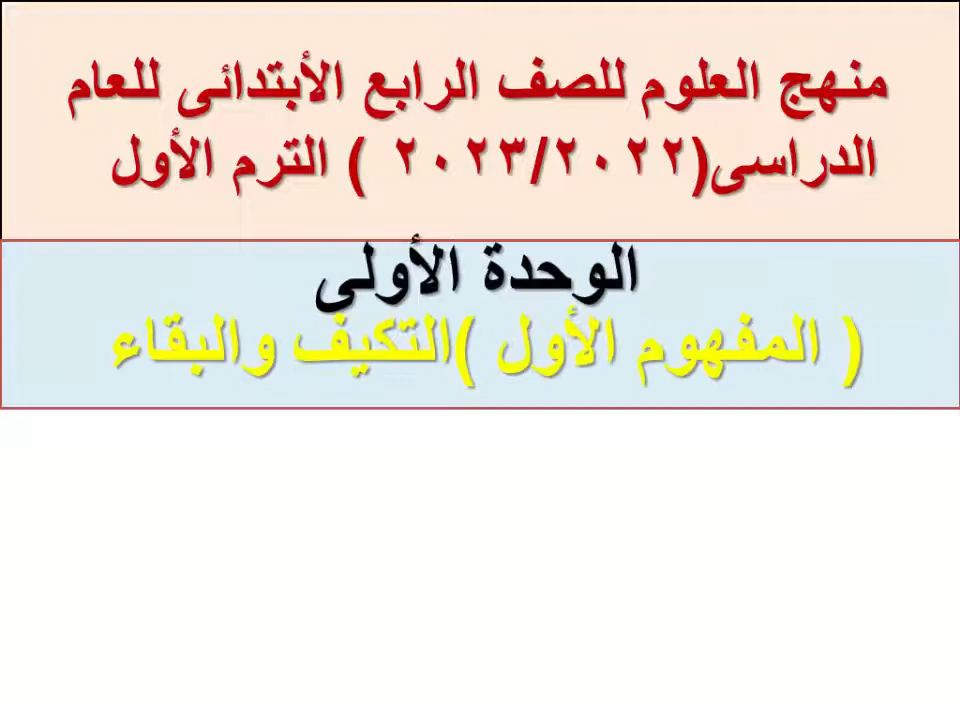 منهج العلوم للصف الرابع الأبتدائى للعام
الدراسى(٢٠٢٣/٢٠٢٢ ) الترم الأول
الوحدة الأولى
( المفهوم الأول )التكيف والبقاء